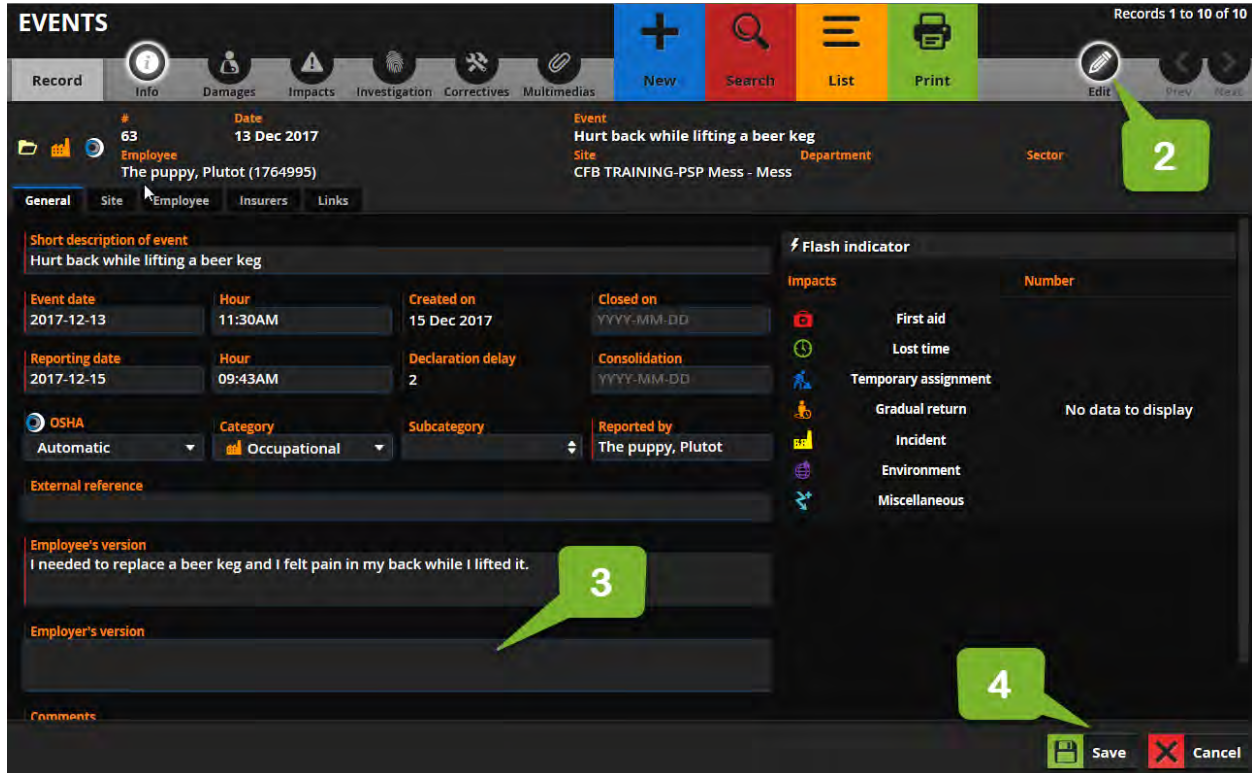 EVENTS
Records 1 to 10 of 10
Record
Info
Damages
Impacts
Investigation
Correctives
Multimedias
New
Search
List
Print
Edit
Prev
Next
2
#
Date
Event
63
13 Dec 2017
Hurt back while lifting a beer keg
Employee
Site
Department
Sector
The puppy, Plutot (1764995)
CFB TRAINING-PSP Mess - Mess
General
Site
Employee
Insurers
Links
Short description of event
Hurt back while lifting a beer keg
Event date
Hour
Created on
Closed on
2017-12-13
11:30AM
15 Dec 2017
YYYY-MM-DD
Reporting date
Hour
Declaration delay
Consolidation
2017-12-15
09:43AM
2
YYYY-MM-DD
OSHA
Category
Subcategory
Reported by
Automatic
Occupational
The puppy, Plutot
External reference
Employee's version
I needed to replace a beer keg and I felt pain in my back while I lifted it.
3
Employer's version
Comments
Flash indicator
Impacts
Number
First aid
Lost time
Temporary assignment
Gradual return
Incident
Environment
Miscellaneous
No data to display
4
Save
Cancel